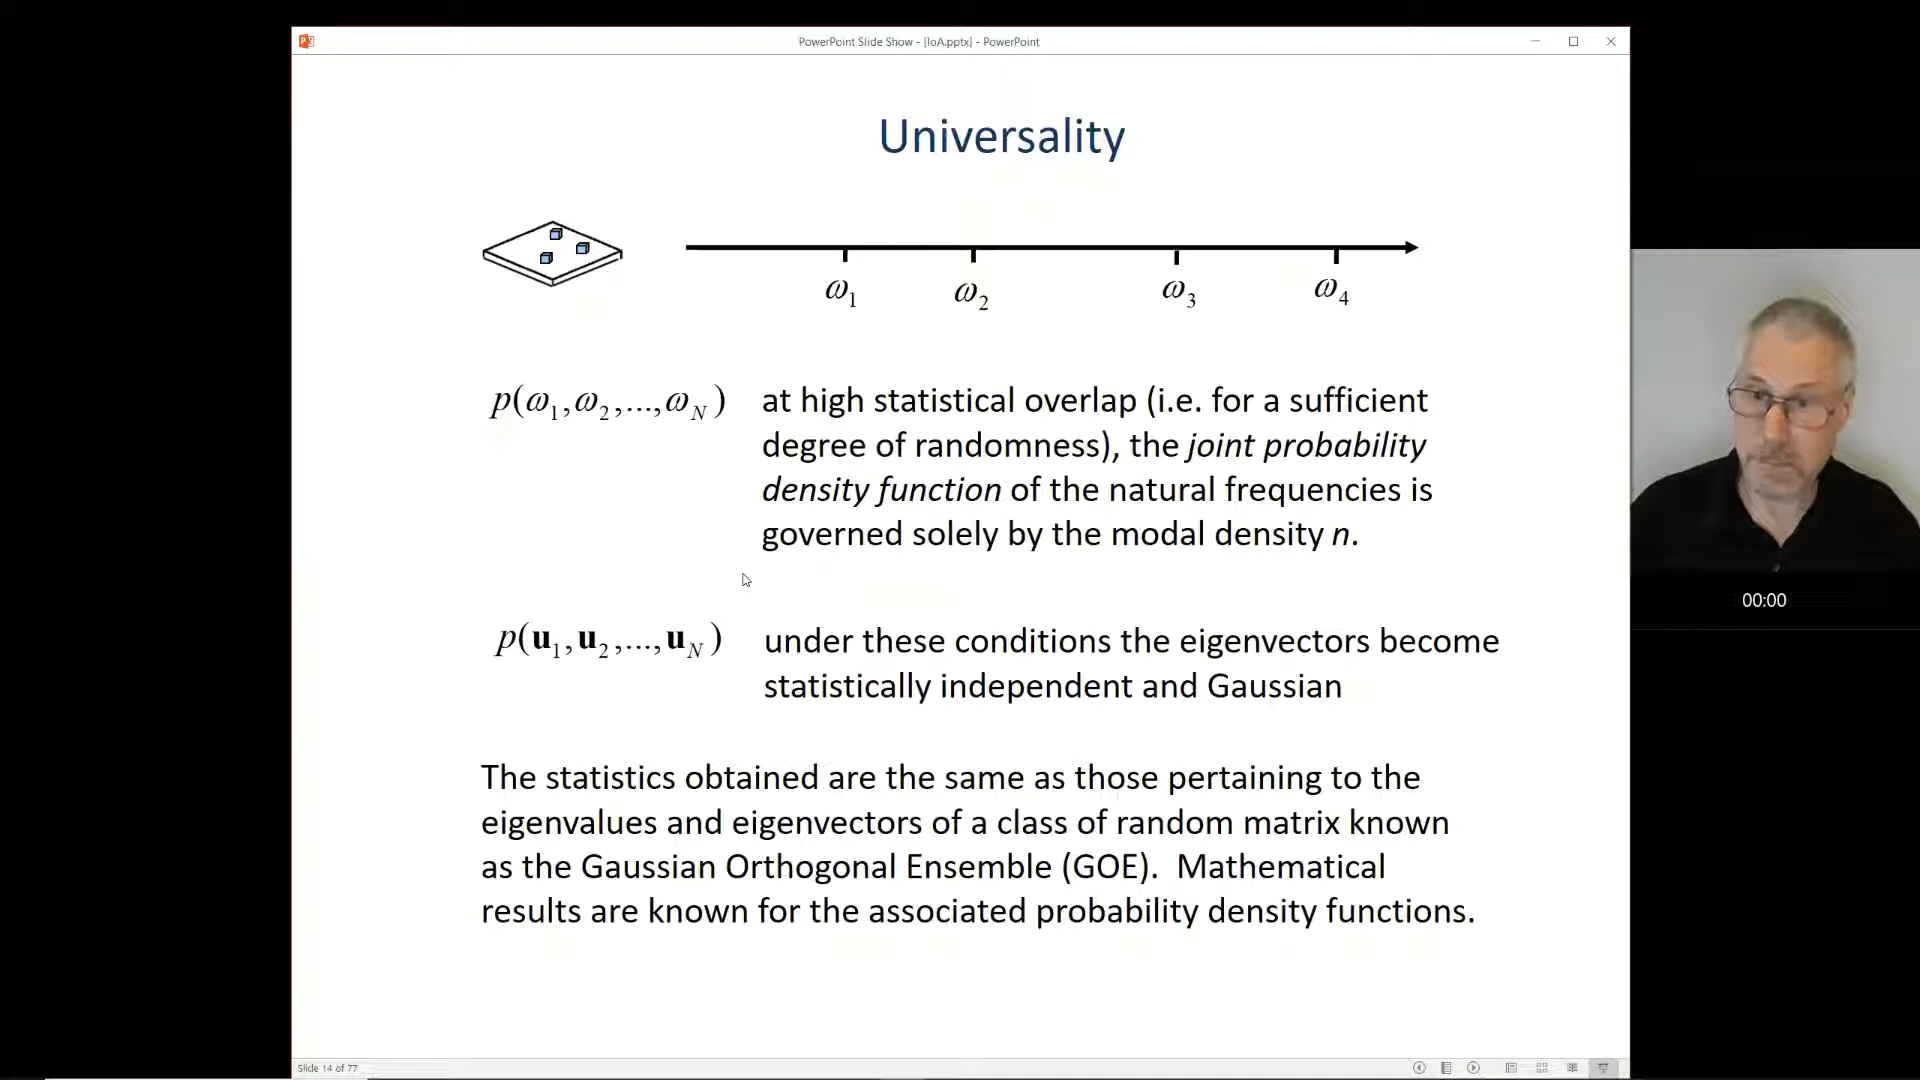 PowerPoint Slide Show - [IoA.pptx] - PowerPoint
Universality
ω1 ω2 ω3 ω4
p(ω1,ω2,...,ωN) at high statistical overlap (i.e. for a sufficient
degree of randomness), the joint probability
density function of the natural frequencies is
governed solely by the modal density n.
p(u1,u2,...,uN) under these conditions the eigenvectors become
statistically independent and Gaussian
The statistics obtained are the same as those pertaining to the
eigenvalues and eigenvectors of a class of random matrix known
as the Gaussian Orthogonal Ensemble (GOE). Mathematical
results are known for the associated probability density functions.
00:00
Slide 14 of 77